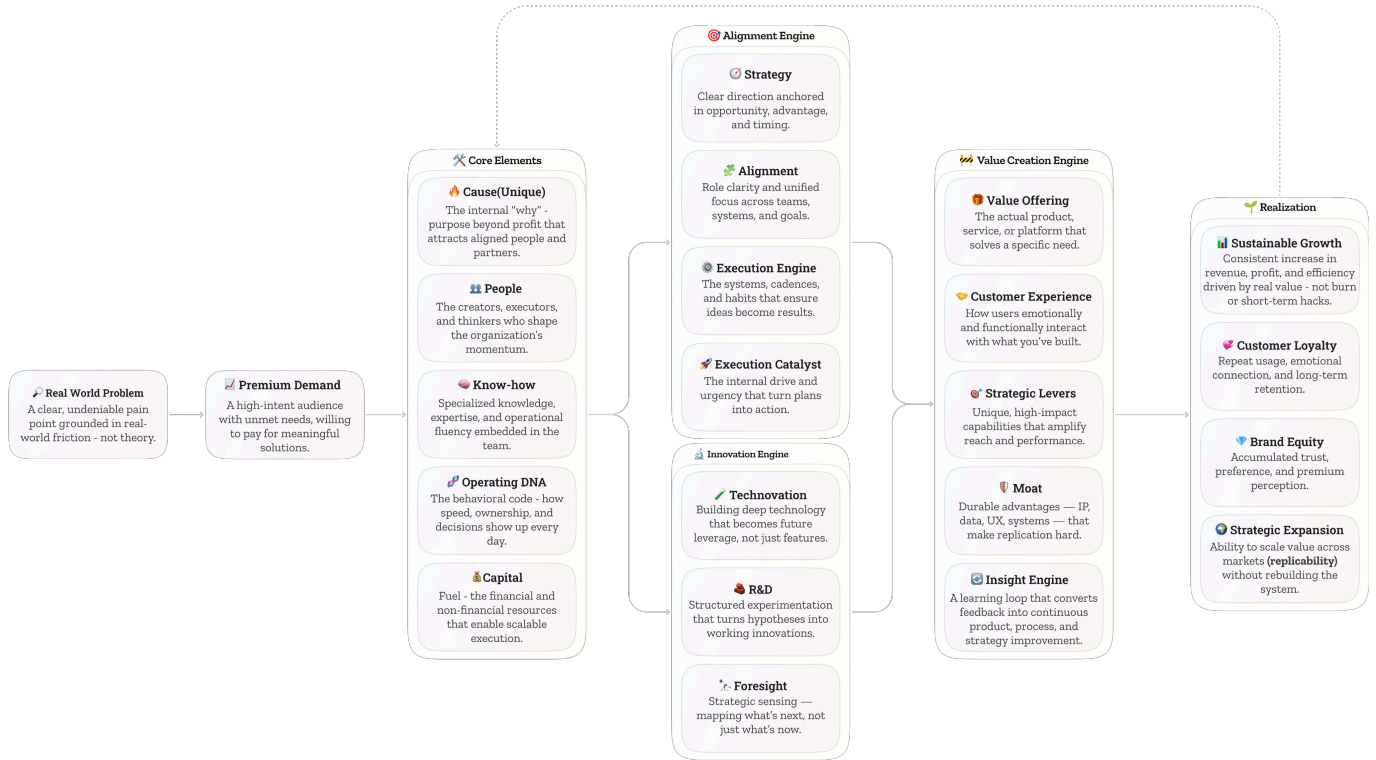 Real World Problem
A clear, undeniable pain
point grounded in real-
world friction - not theory.
Premium Demand
A high-intent audience
with unmet needs, willing
to pay for meaningful
solutions.
Core Elements
Cause(Unique)
The internal “why” -
purpose beyond profit that
attracts aligned people and
partners.
People
The creators, executors,
and thinkers who shape
the organization’s
momentum.
Know-how
Specialized knowledge,
expertise, and operational
fluency embedded in the
team.
Operating DNA
The behavioral code - how
speed, ownership, and
decisions show up every
day.
Capital
Fuel - the financial and
non-financial resources
that enable scalable
execution.
Alignment Engine
Strategy
Clear direction anchored
in opportunity, advantage,
and timing.
Alignment
Role clarity and unified
focus across teams,
systems, and goals.
Execution Engine
The systems, cadences,
and habits that ensure
ideas become results.
Execution Catalyst
The internal drive and
urgency that turn plans
into action.
Innovation Engine
Technovation
Building deep technology
that becomes future
leverage, not just features.
R&D
Structured experimentation
that turns hypotheses into
working innovations.
Foresight
Strategic sensing —
mapping what’s next, not
just what’s now.
Value Creation Engine
Value Offering
The actual product,
service, or platform that
solves a specific need.
Customer Experience
How users emotionally
and functionally interact
with what you’ve built.
Strategic Levers
Unique, high-impact
capabilities that amplify
reach and performance.
Moat
Durable advantages — IP,
data, UX, systems — that
make replication hard.
Insight Engine
A learning loop that converts
feedback into continuous
product, process, and
strategy improvement.
Realization
Sustainable Growth
Consistent increase in
revenue, profit, and efficiency
driven by real value - not burn
or short-term hacks.
Customer Loyalty
Repeat usage, emotional
connection, and long-term
retention.
Brand Equity
Accumulated trust,
preference, and premium
perception.
Strategic Expansion
Ability to scale value across
markets (replicability)
without rebuilding the
system.